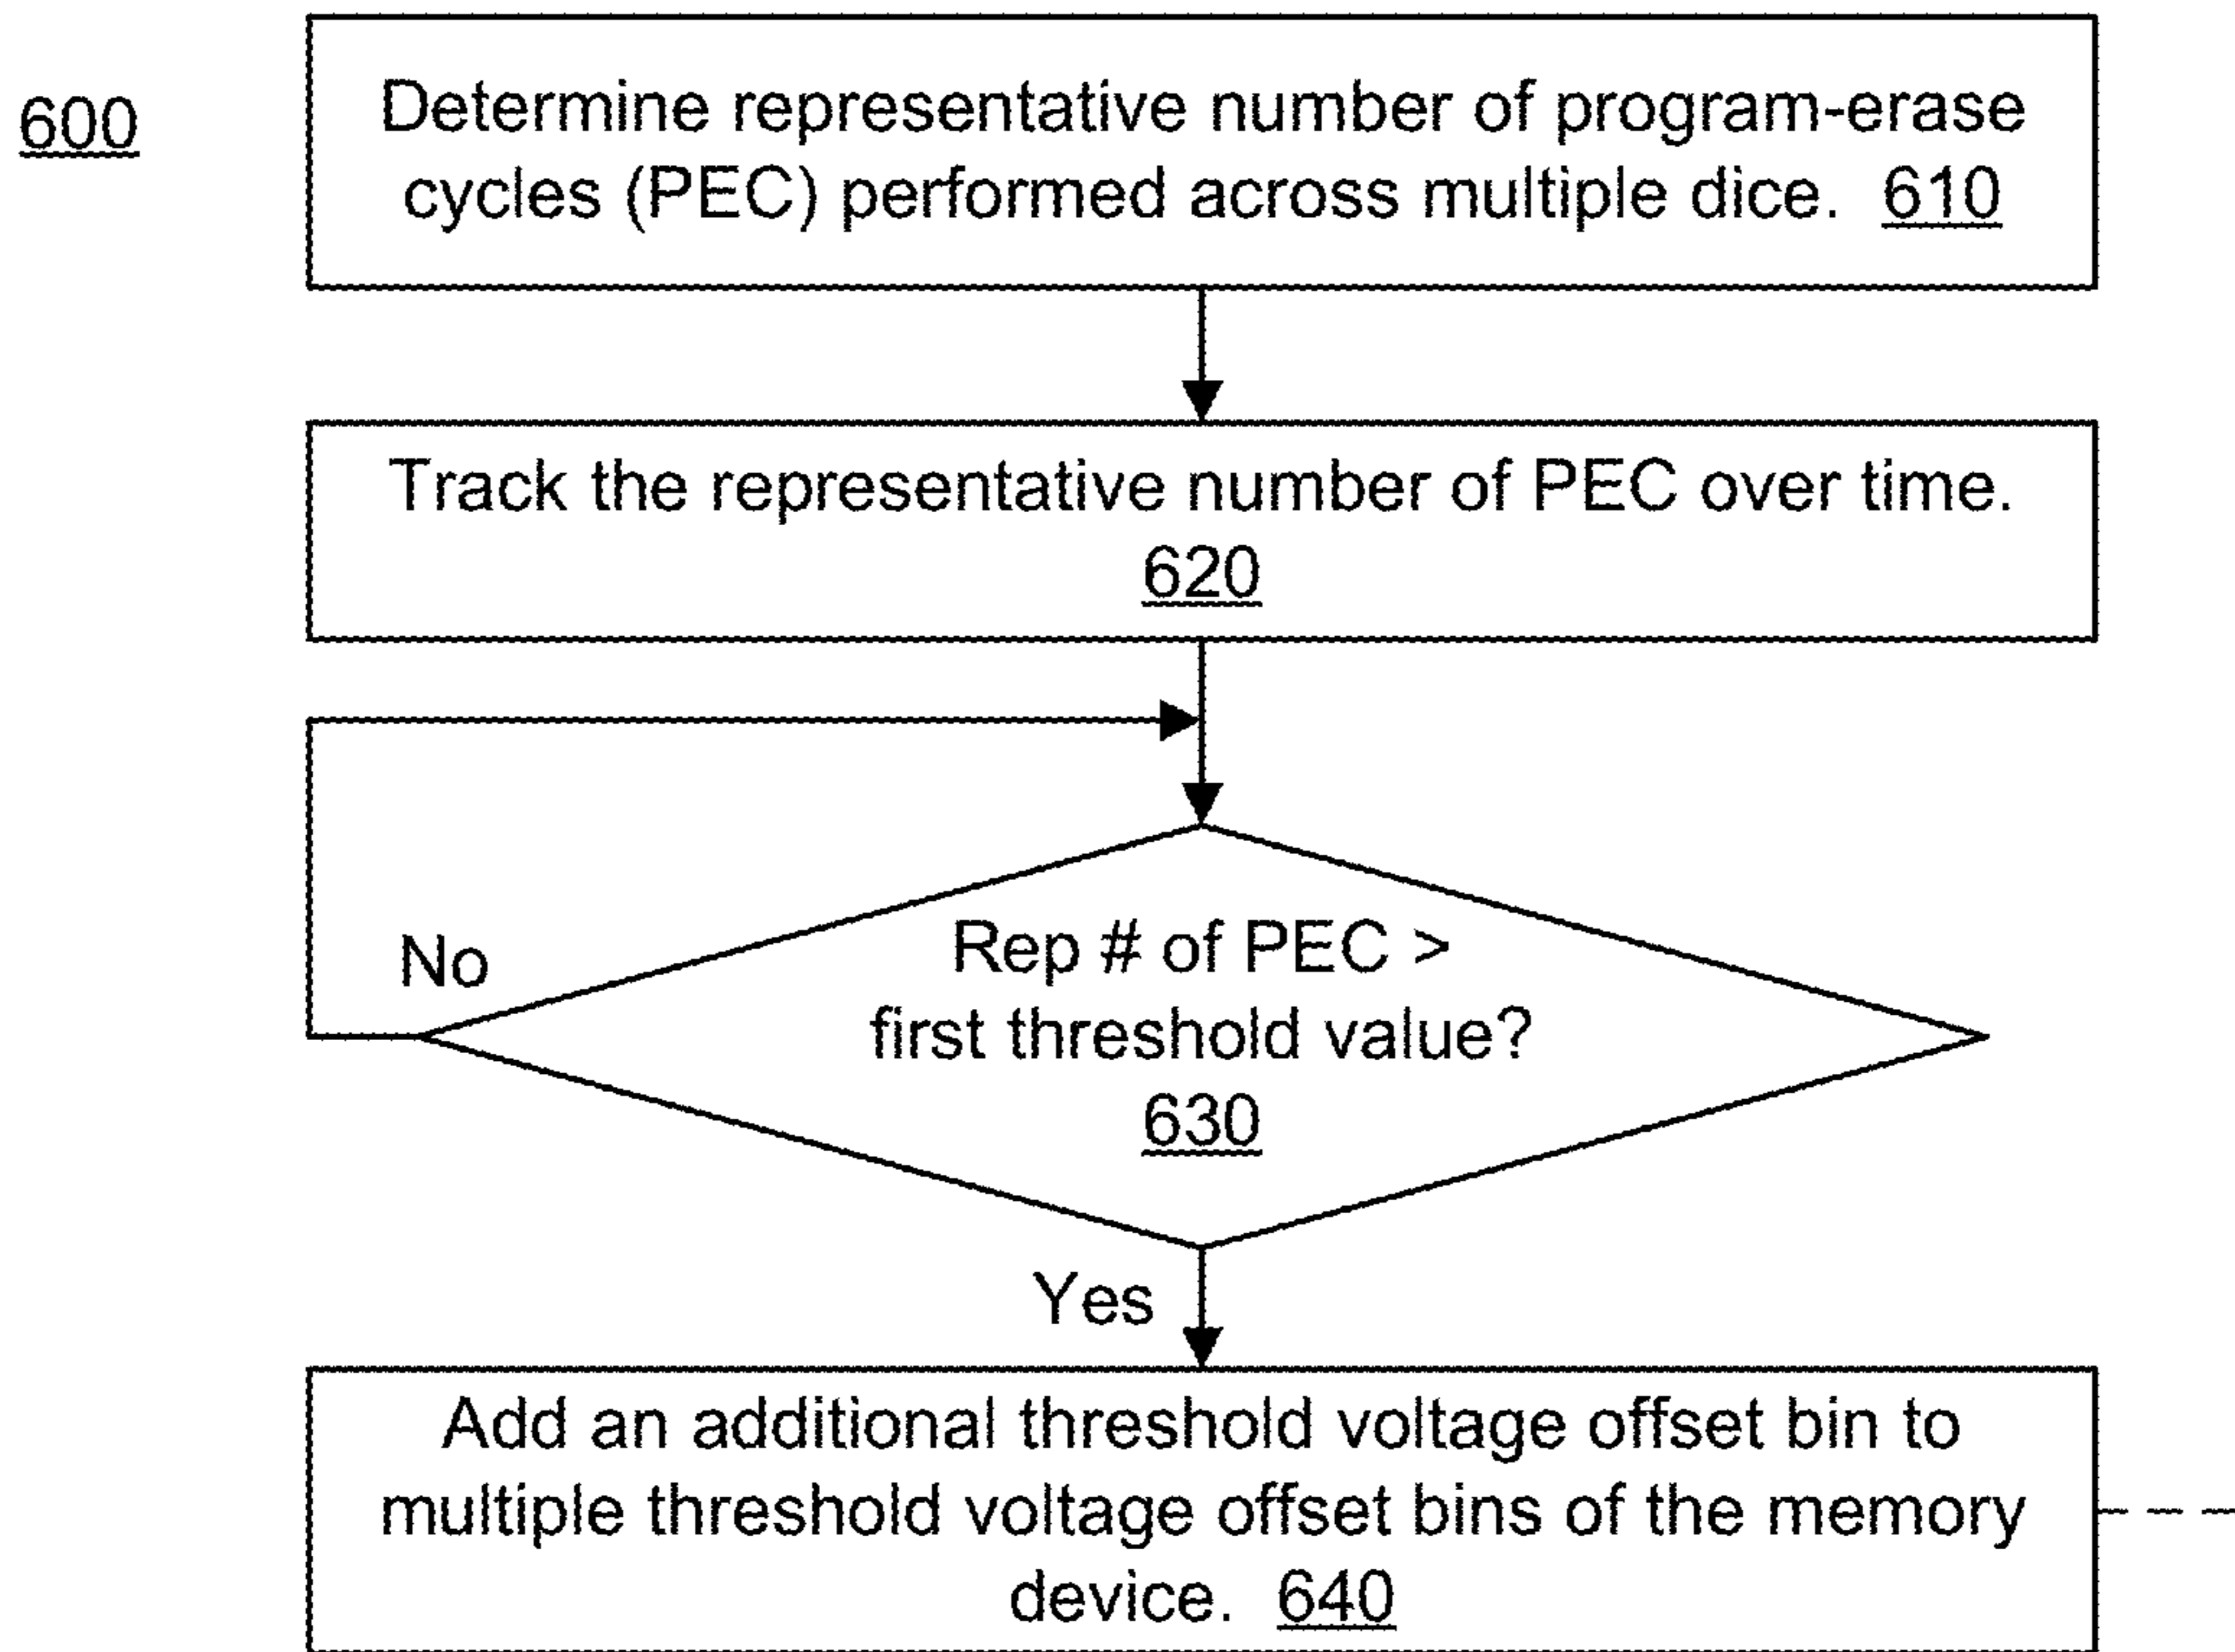 600
Determine representative number of program-erase
cycles (PEC) performed across multiple dice. 610
Track the representative number of PEC over time.
620
No
Rep # of PEC >
first threshold value?
630
Yes
Add an additional threshold voltage offset bin to
multiple threshold voltage offset bins of the memory
device. 640